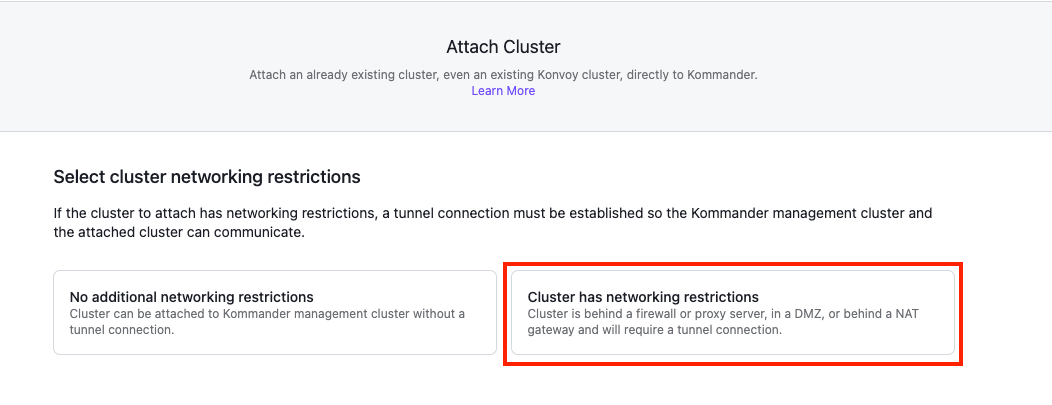 Attach Cluster
Attach an already existing cluster, even an existing Konvoy cluster, directly to Kommander.
Learn More
Select cluster networking restrictions
If the cluster to attach has networking restrictions, a tunnel connection must be established so the Kommander management cluster and
the attached cluster can communicate.
No additional networking restrictions
Cluster can be attached to Kommander management cluster without a
tunnel connection.
Cluster has networking restrictions
Cluster is behind a firewall or proxy server, in a DMZ, or behind a NAT
gateway and will require a tunnel connection.